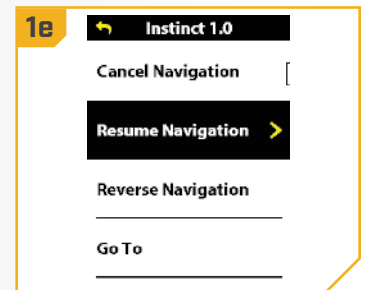 1e
Instinct 1.0
Cancel Navigation
Resume Navigation
Reverse Navigation
Go To